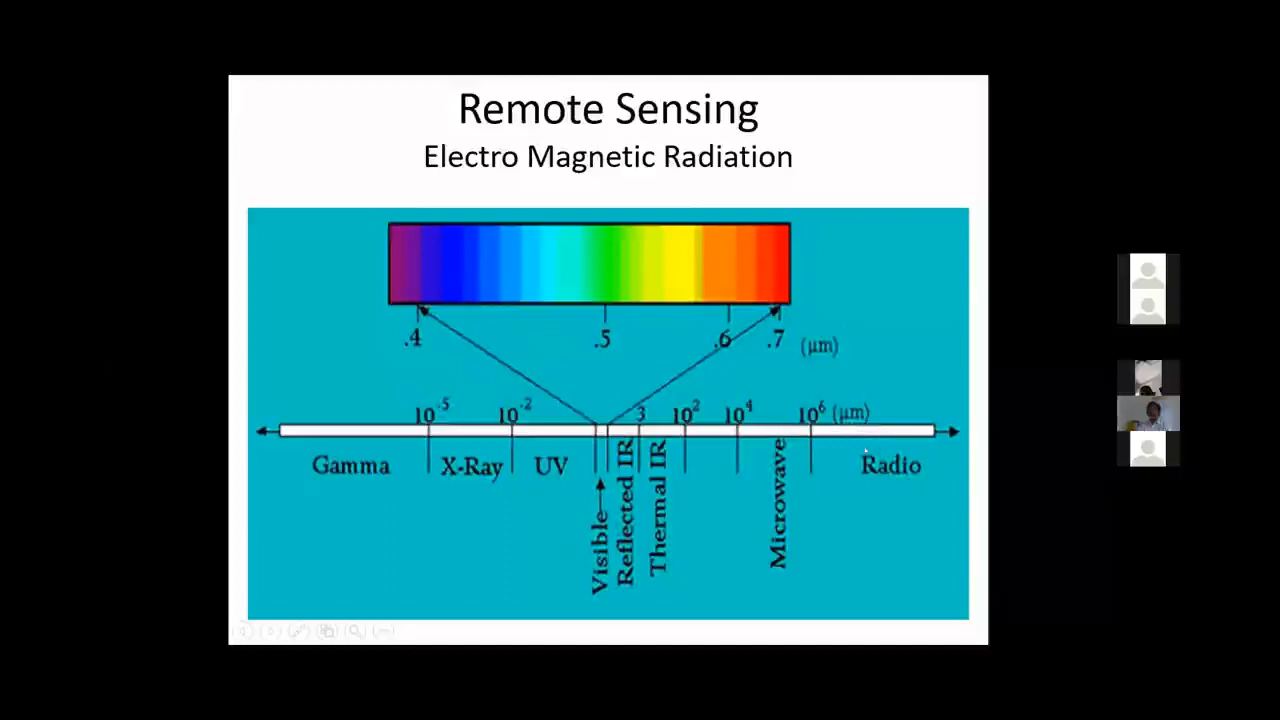 Remote Sensing
Electro Magnetic Radiation
.4 .5 .6 .7 (µm)
10⁻⁵ 10⁻² 3 10² 10⁴ 10⁶ (µm)
Gamma X-Ray UV Visible Reflected IR Thermal IR Microwave Radio